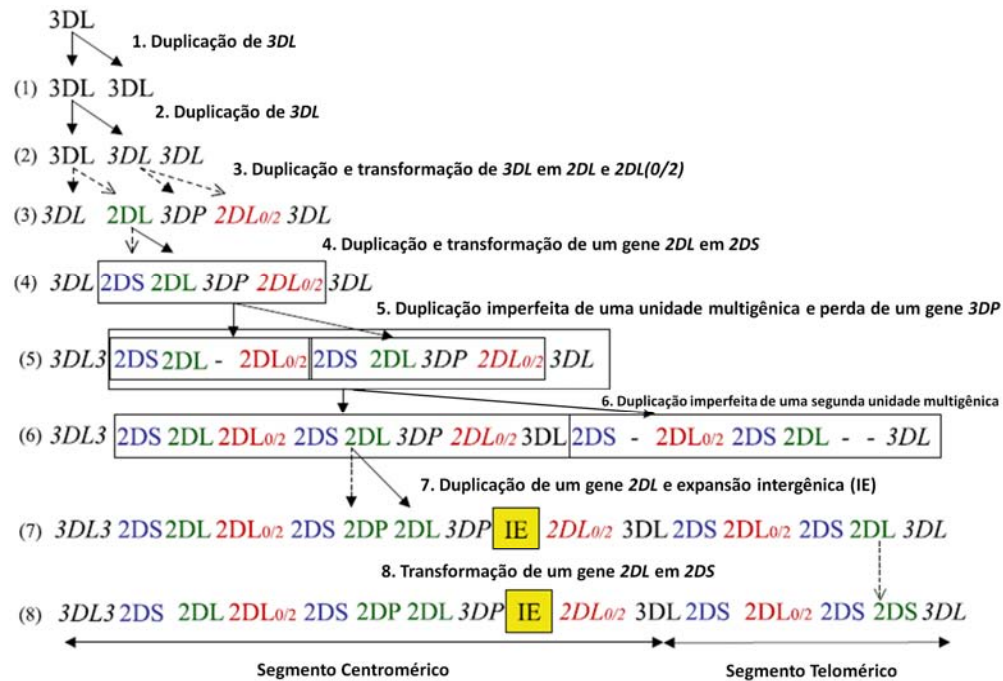 3DL
1. Duplicação de 3DL
(1) 3DL 3DL
2. Duplicação de 3DL
(2) 3DL 3DL 3DL
3. Duplicação e transformação de 3DL em 2DL e 2DL(0/2)
(3) 3DL 2DL 3DP 2DL0/2 3DL
4. Duplicação e transformação de um gene 2DL em 2DS
(4) 3DL 2DS 2DL 3DP 2DL0/2 3DL
5. Duplicação imperfeita de uma unidade multigênica e perda de um gene 3DP
(5) 3DL3 2DS 2DL - 2DL0/2 2DS 2DL 3DP 2DL0/2 3DL
6. Duplicação imperfeita de uma segunda unidade multigênica
(6) 3DL3 2DS 2DL 2DL0/2 2DS 2DL 3DP 2DL0/2 3DL 2DS - 2DL0/2 2DS 2DL - - 3DL
7. Duplicação de um gene 2DL e expansão intergênica (IE)
(7) 3DL3 2DS 2DL 2DL0/2 2DS 2DP 2DL 3DP IE 2DL0/2 3DL 2DS 2DL0/2 2DS 2DL 3DL
8. Transformação de um gene 2DL em 2DS
(8) 3DL3 2DS 2DL 2DL0/2 2DS 2DP 2DL 3DP IE 2DL0/2 3DL 2DS 2DL0/2 2DS 2DS 3DL
Segmento Centromérico Segmento Telomérico